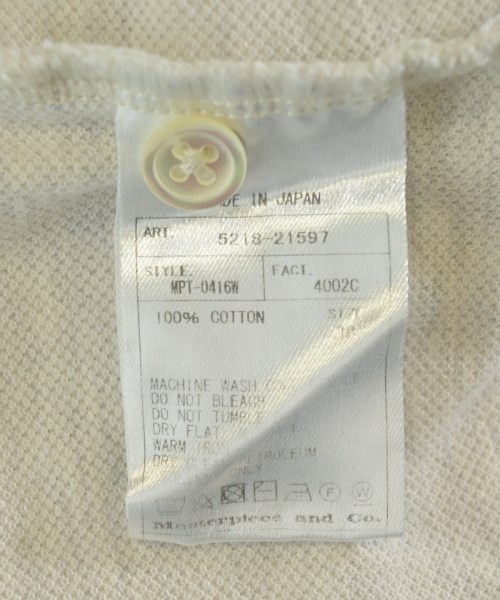 DE IN JAPAN
ART. 5218-21597
STYLE. FACT.
MPT-0416W 4002C
100% COTTON
MACHINE WASH
DO NOT BLEACH
DO NOT TUMBLE
DRY FLAT
WARM
PETROLEUM
ONLY
F W
Masterpiece and Co.